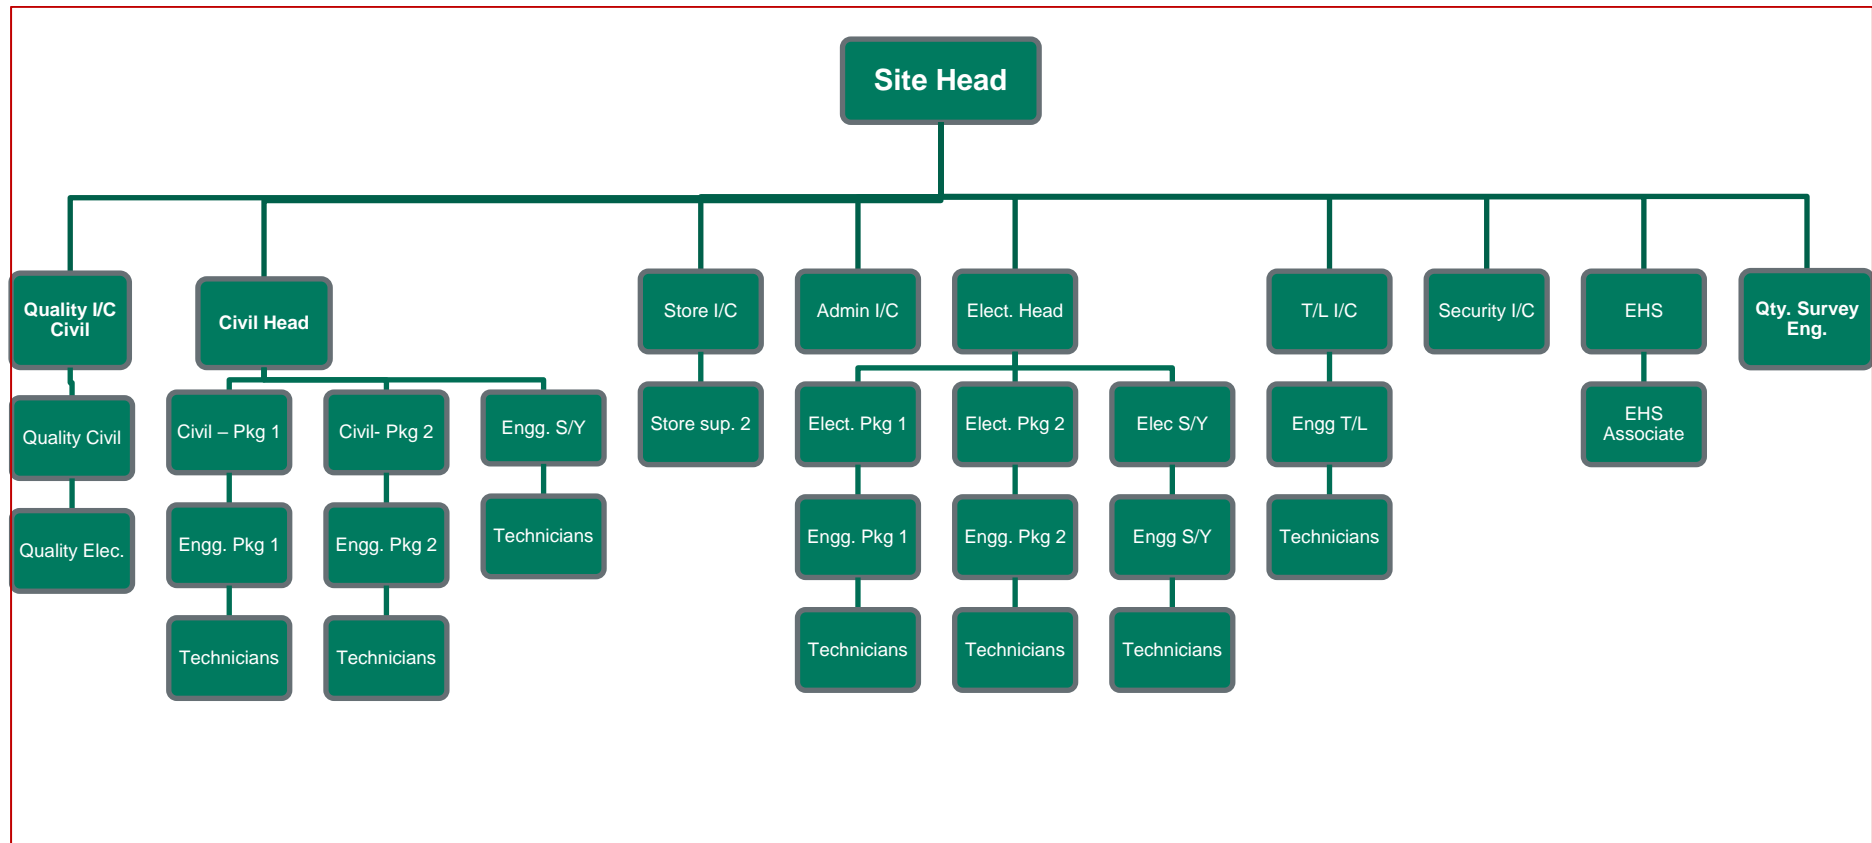 Site Head
Quality I/C
Civil
Civil Head
Store I/C
Admin I/C
Elect. Head
T/L I/C
Security I/C
EHS
Qty. Survey
Eng.
Quality Civil
Civil – Pkg 1
Civil- Pkg 2
Engg. S/Y
Store sup. 2
Elect. Pkg 1
Elect. Pkg 2
Elec S/Y
Engg T/L
EHS
Associate
Quality Elec.
Engg. Pkg 1
Engg. Pkg 2
Technicians
Engg. Pkg 1
Engg. Pkg 2
Engg S/Y
Technicians
Technicians
Technicians
Technicians
Technicians
Technicians